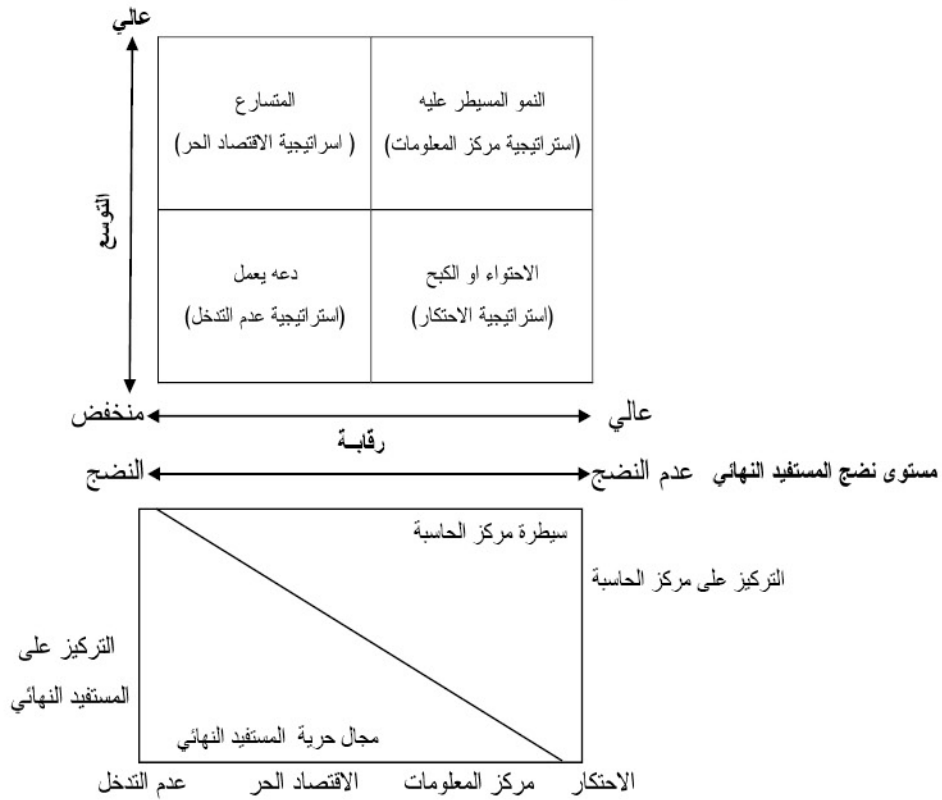 عالي
النمو المسيطر عليه
(استراتيجية مركز المعلومات)
المتسارع
( اسراتيجية الاقتصاد الحر)
التوسع
الاحتواء او الكبح
(استراتيجية الاحتكار)
دعه يعمل
(استراتيجية عدم التدخل)
عالي
منخفض
رقابــة
مستوى نضج المستفيد النهائي
عدم النضج
النضج
سيطرة مركز الحاسبة
التركيز على مركز الحاسبة
التركيز على
المستفيد النهائي
مجال حرية المستفيد النهائي
الاحتكار
مركز المعلومات
الاقتصاد الحر
عدم التدخل